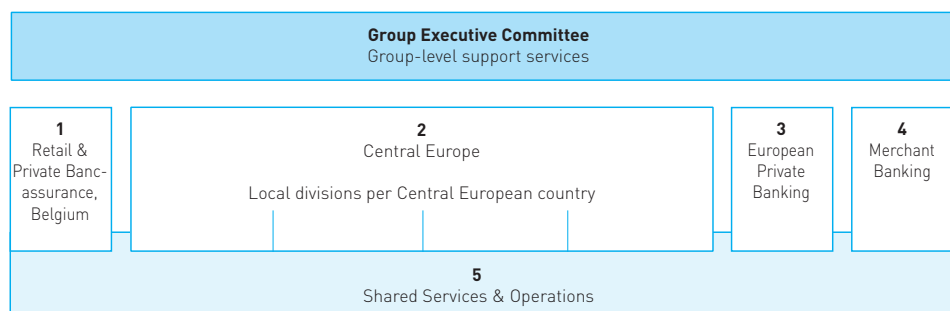 Group Executive Committee
Group-level support services
1
Retail &
Private Banc-
assurance,
Belgium
2
Central Europe
Local divisions per Central European country
3
European
Private
Banking
4
Merchant
Banking
5
Shared Services & Operations